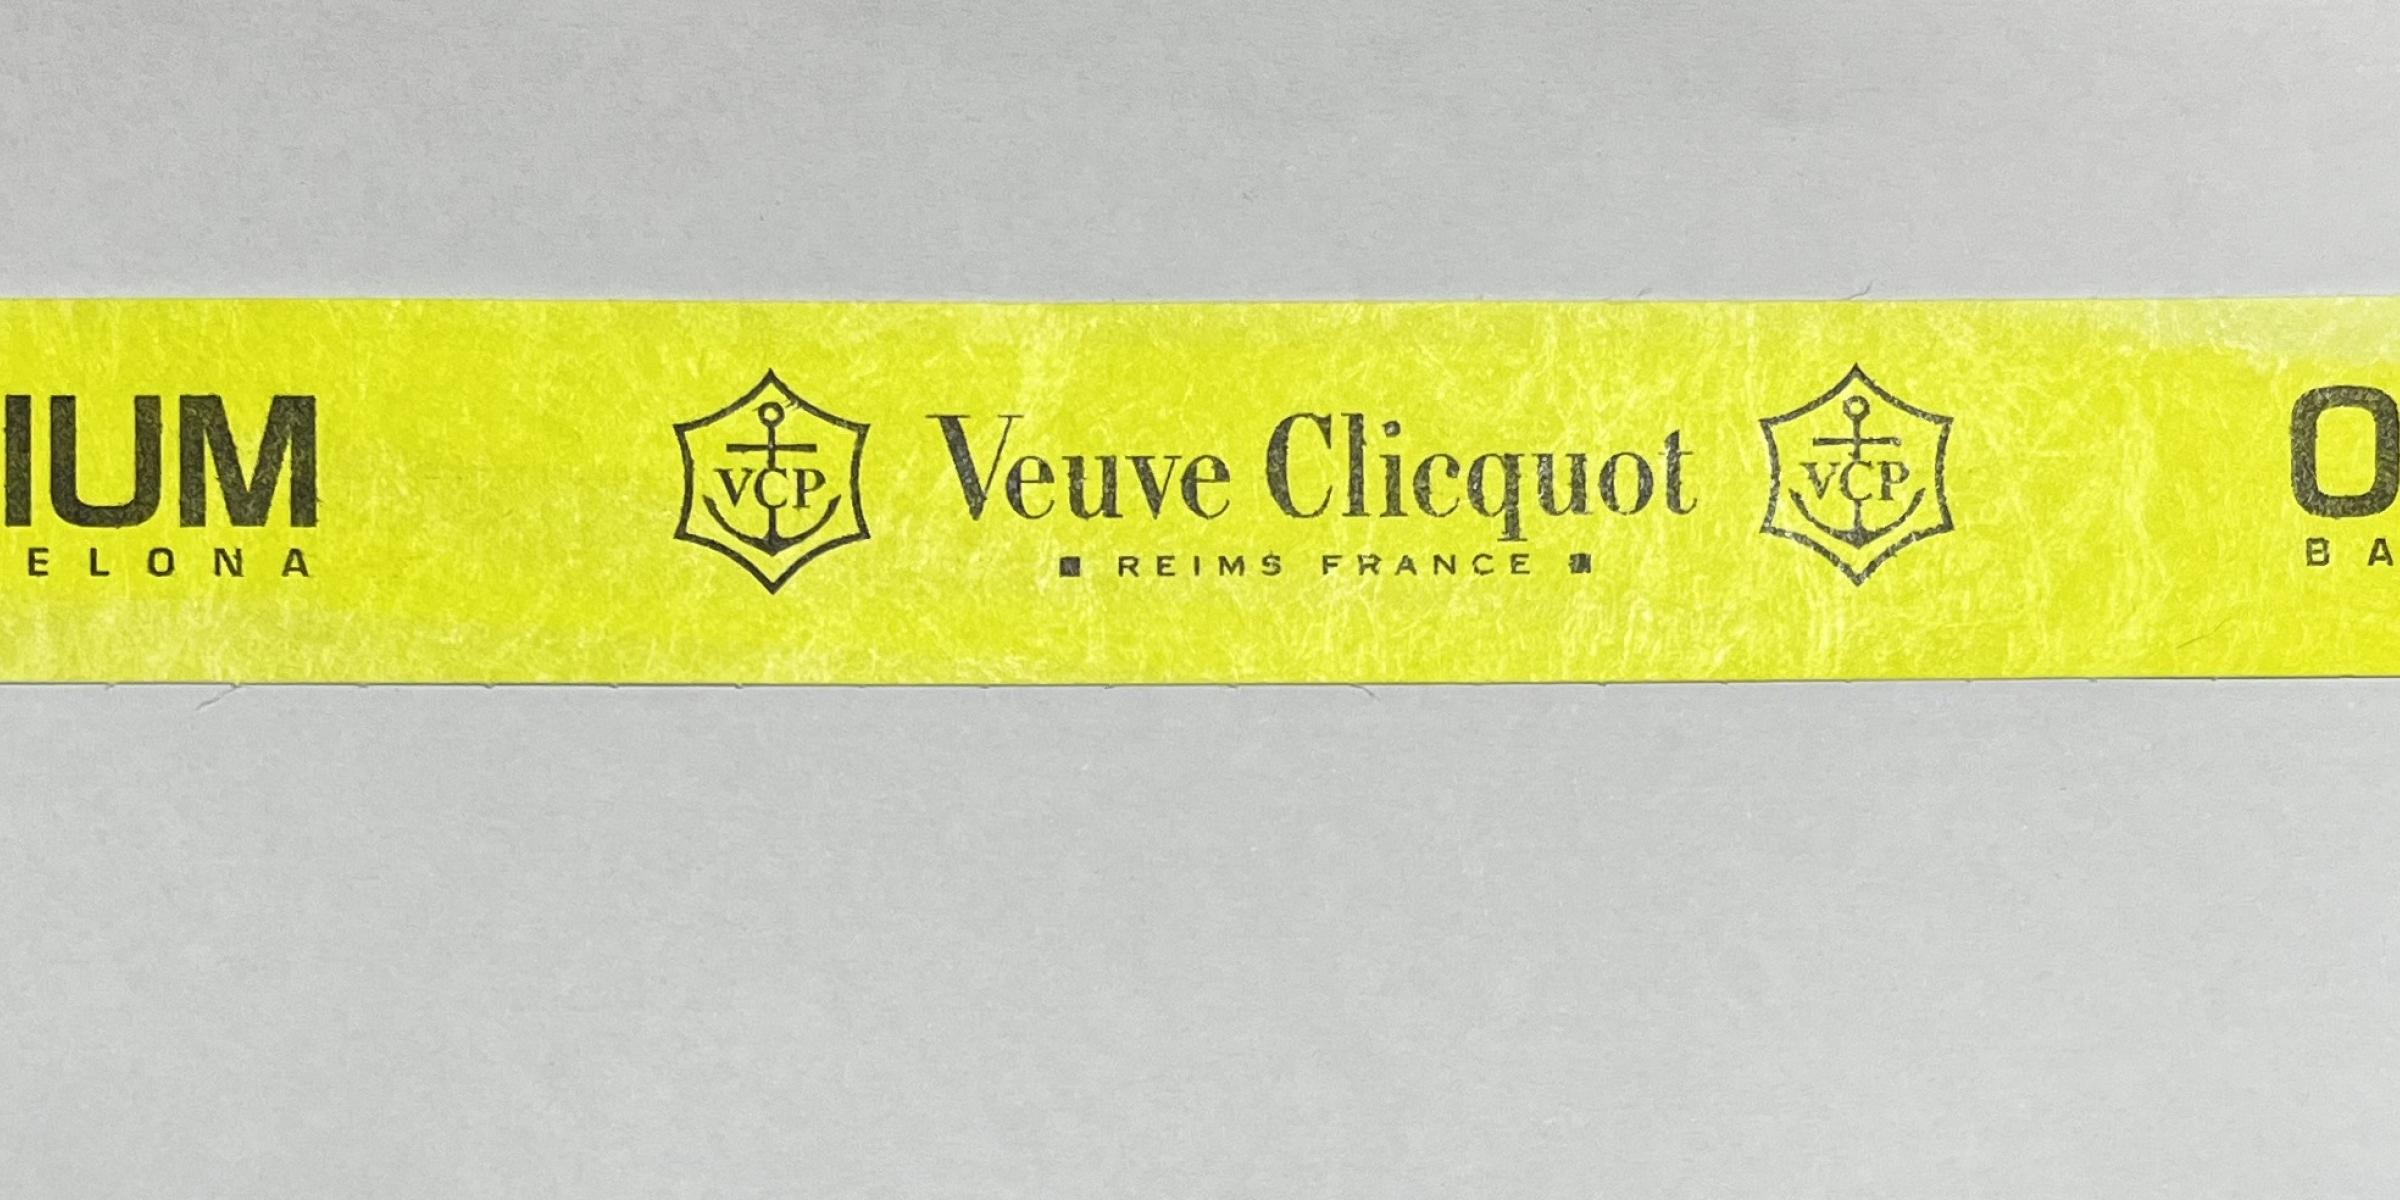 IUM
ELONA
VCP
Veuve Clicquot
REIMS FRANCE
VCP
O
BA